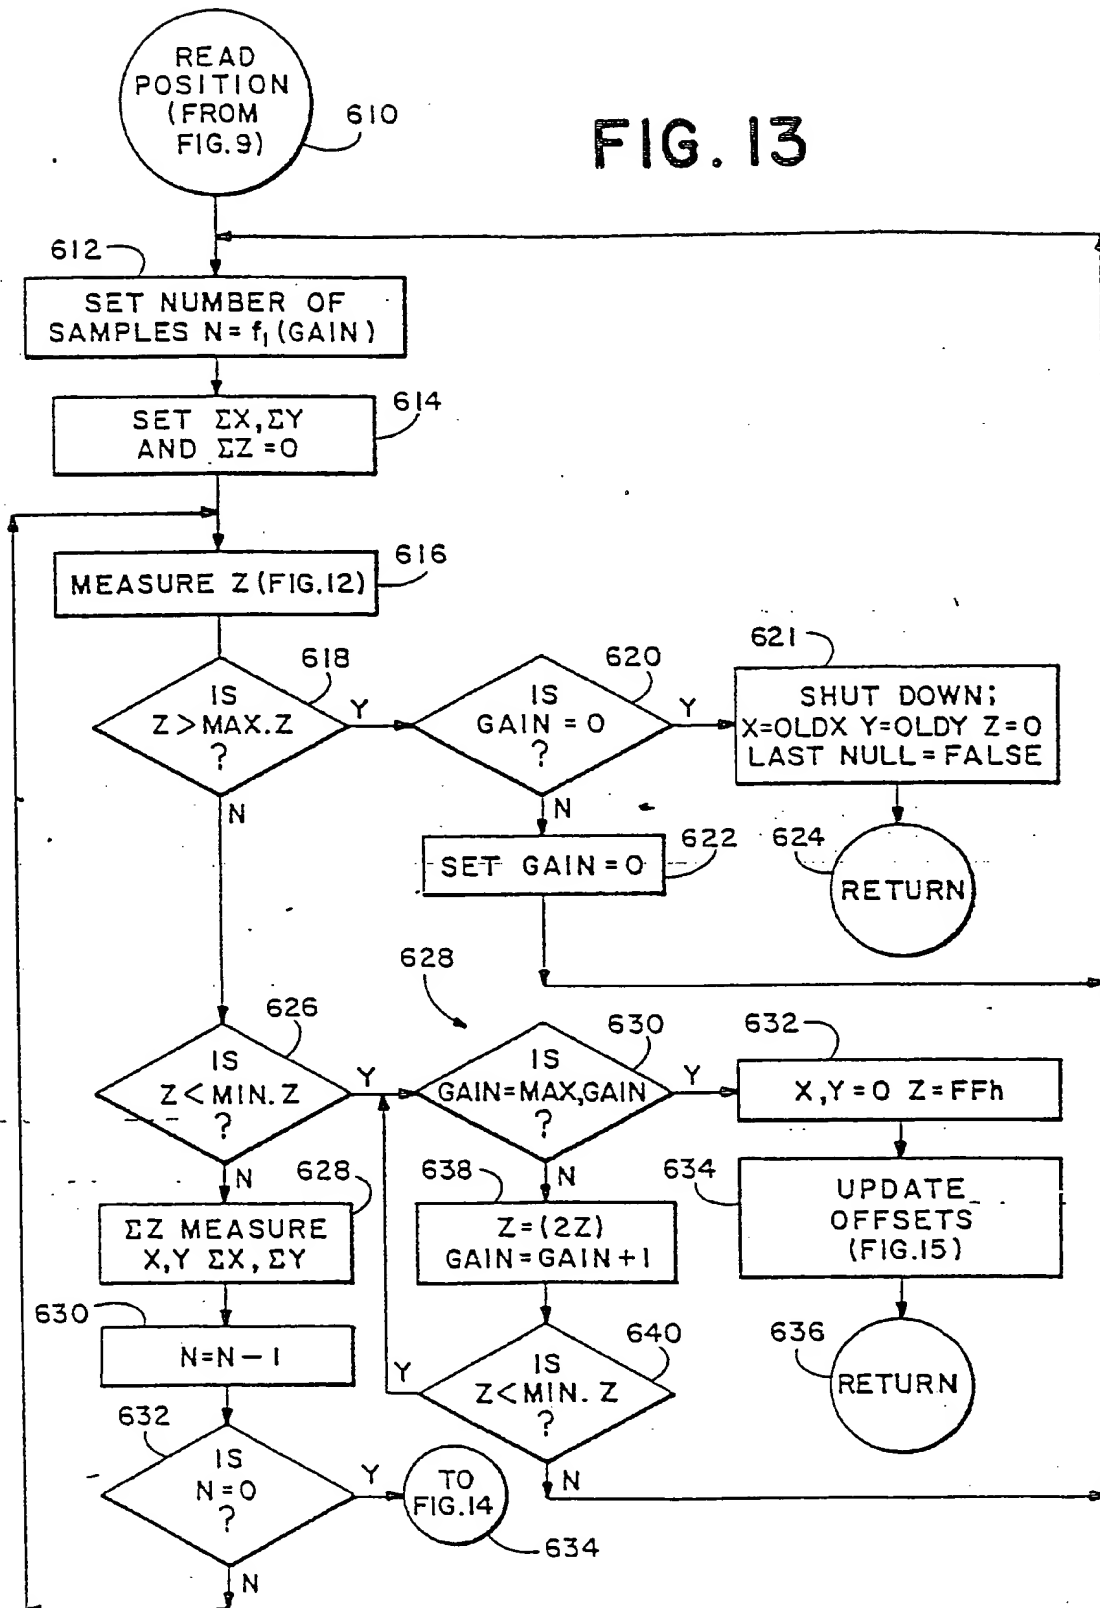 READ
POSITION
(FROM
FIG.9)
610
FIG. 13
612
SET NUMBER OF
SAMPLES N = f₁ (GAIN)
614
SET ΣX, ΣY
AND ΣZ = 0
616
MEASURE Z (FIG.12)
618
IS
Z > MAX. Z
?
Y
N
620
IS
GAIN = 0
?
Y
N
621
SHUT DOWN;
X=OLDX Y=OLDY Z=0
LAST NULL = FALSE
622
SET GAIN = 0
624
RETURN
626
IS
Z < MIN. Z
?
Y
N
628
630
IS
GAIN=MAX,GAIN
?
Y
N
632
X,Y=0 Z=FFh
634
UPDATE
OFFSETS
(FIG.15)
636
RETURN
628
ΣZ MEASURE
X,Y ΣX, ΣY
638
Z=(2Z)
GAIN=GAIN+1
630
N=N-1
640
IS
Z < MIN. Z
?
Y
N
632
IS
N=0
?
Y
N
TO
FIG.14
634